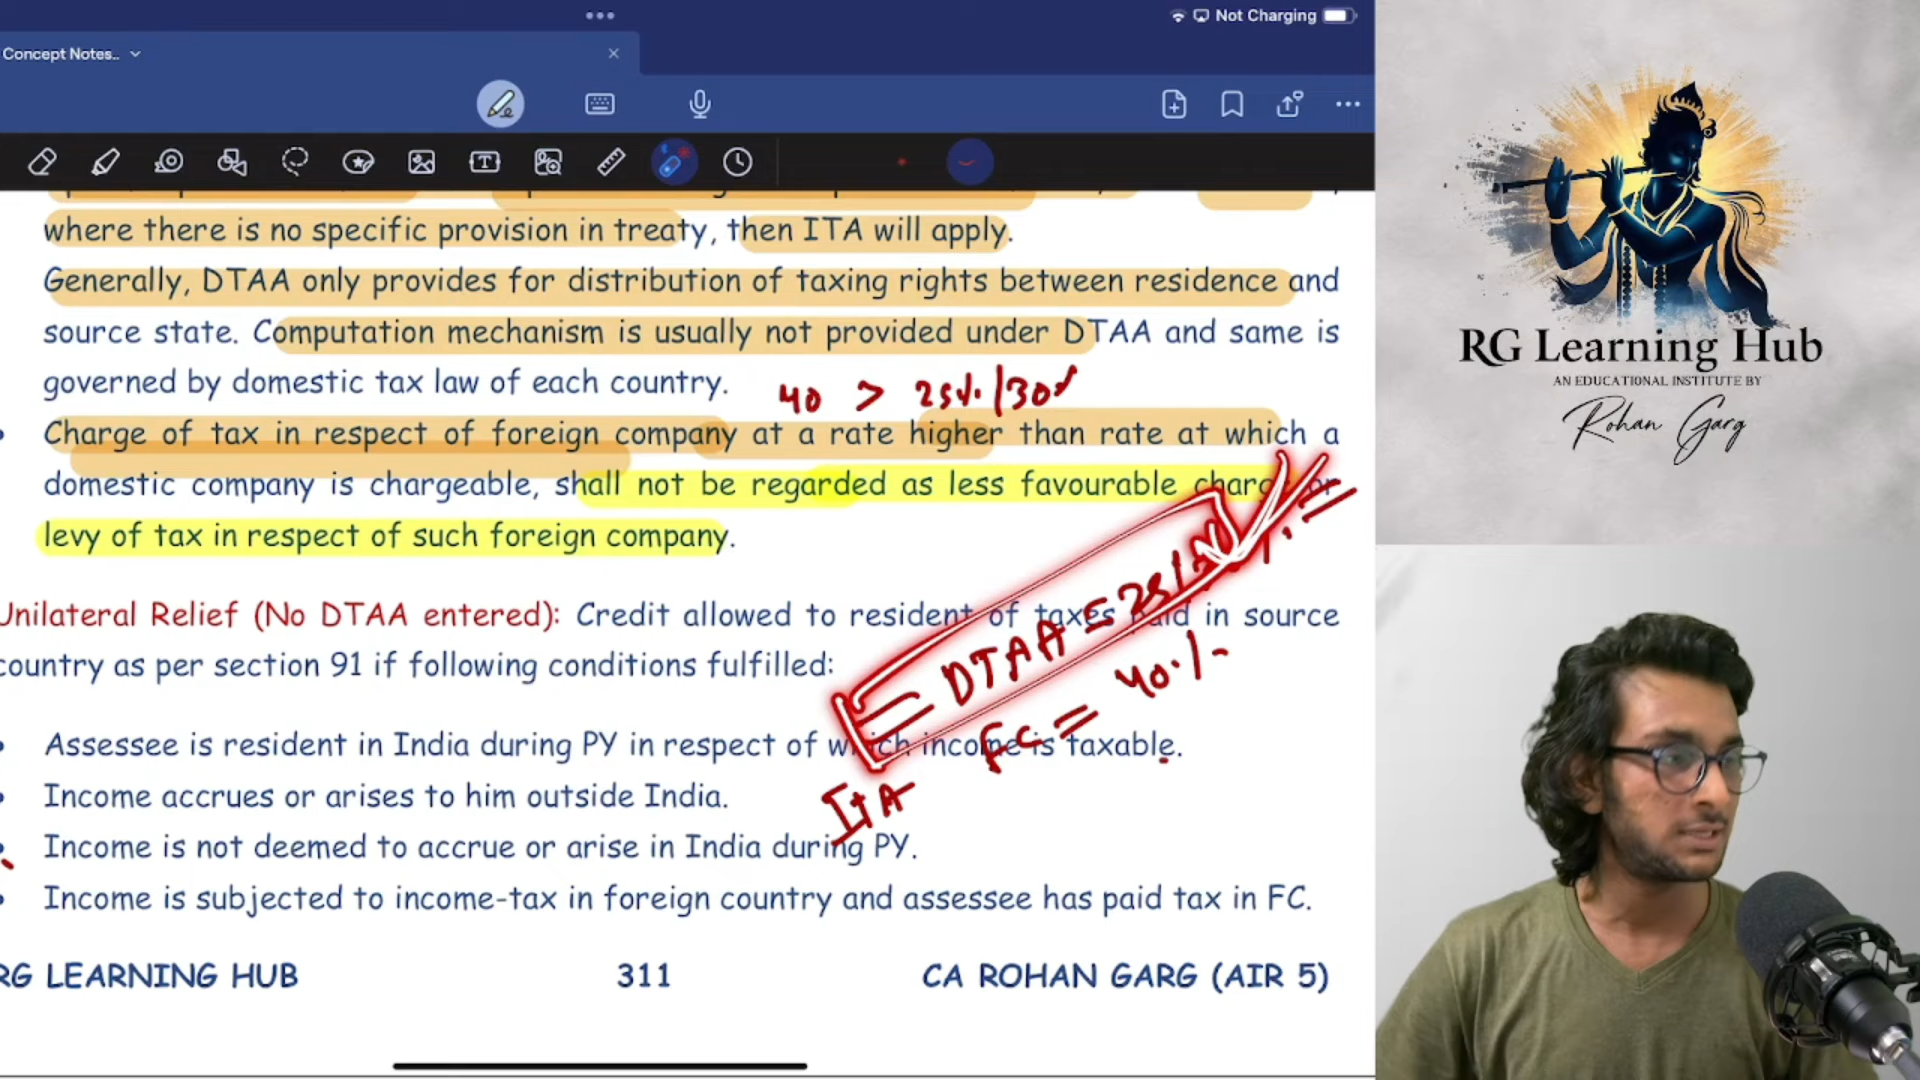 Not Charging
Concept Notes..
where there is no specific provision in treaty, then ITA will apply.
Generally, DTAA only provides for distribution of taxing rights between residence and
source state. Computation mechanism is usually not provided under DTAA and same is
governed by domestic tax law of each country.
40 > 25% / 30%
Charge of tax in respect of foreign company at a rate higher than rate at which a
domestic company is chargeable, shall not be regarded as less favourable charge or
levy of tax in respect of such foreign company.
Unilateral Relief (No DTAA entered): Credit allowed to resident of taxes paid in source
country as per section 91 if following conditions fulfilled:
= DTAA =
FC = 40%
ITA
Assessee is resident in India during PY in respect of which income is taxable.
Income accrues or arises to him outside India.
Income is not deemed to accrue or arise in India during PY.
Income is subjected to income-tax in foreign country and assessee has paid tax in FC.
RG LEARNING HUB 311 CA ROHAN GARG (AIR 5)
RG Learning Hub
AN EDUCATIONAL INSTITUTE BY
Rohan Garg